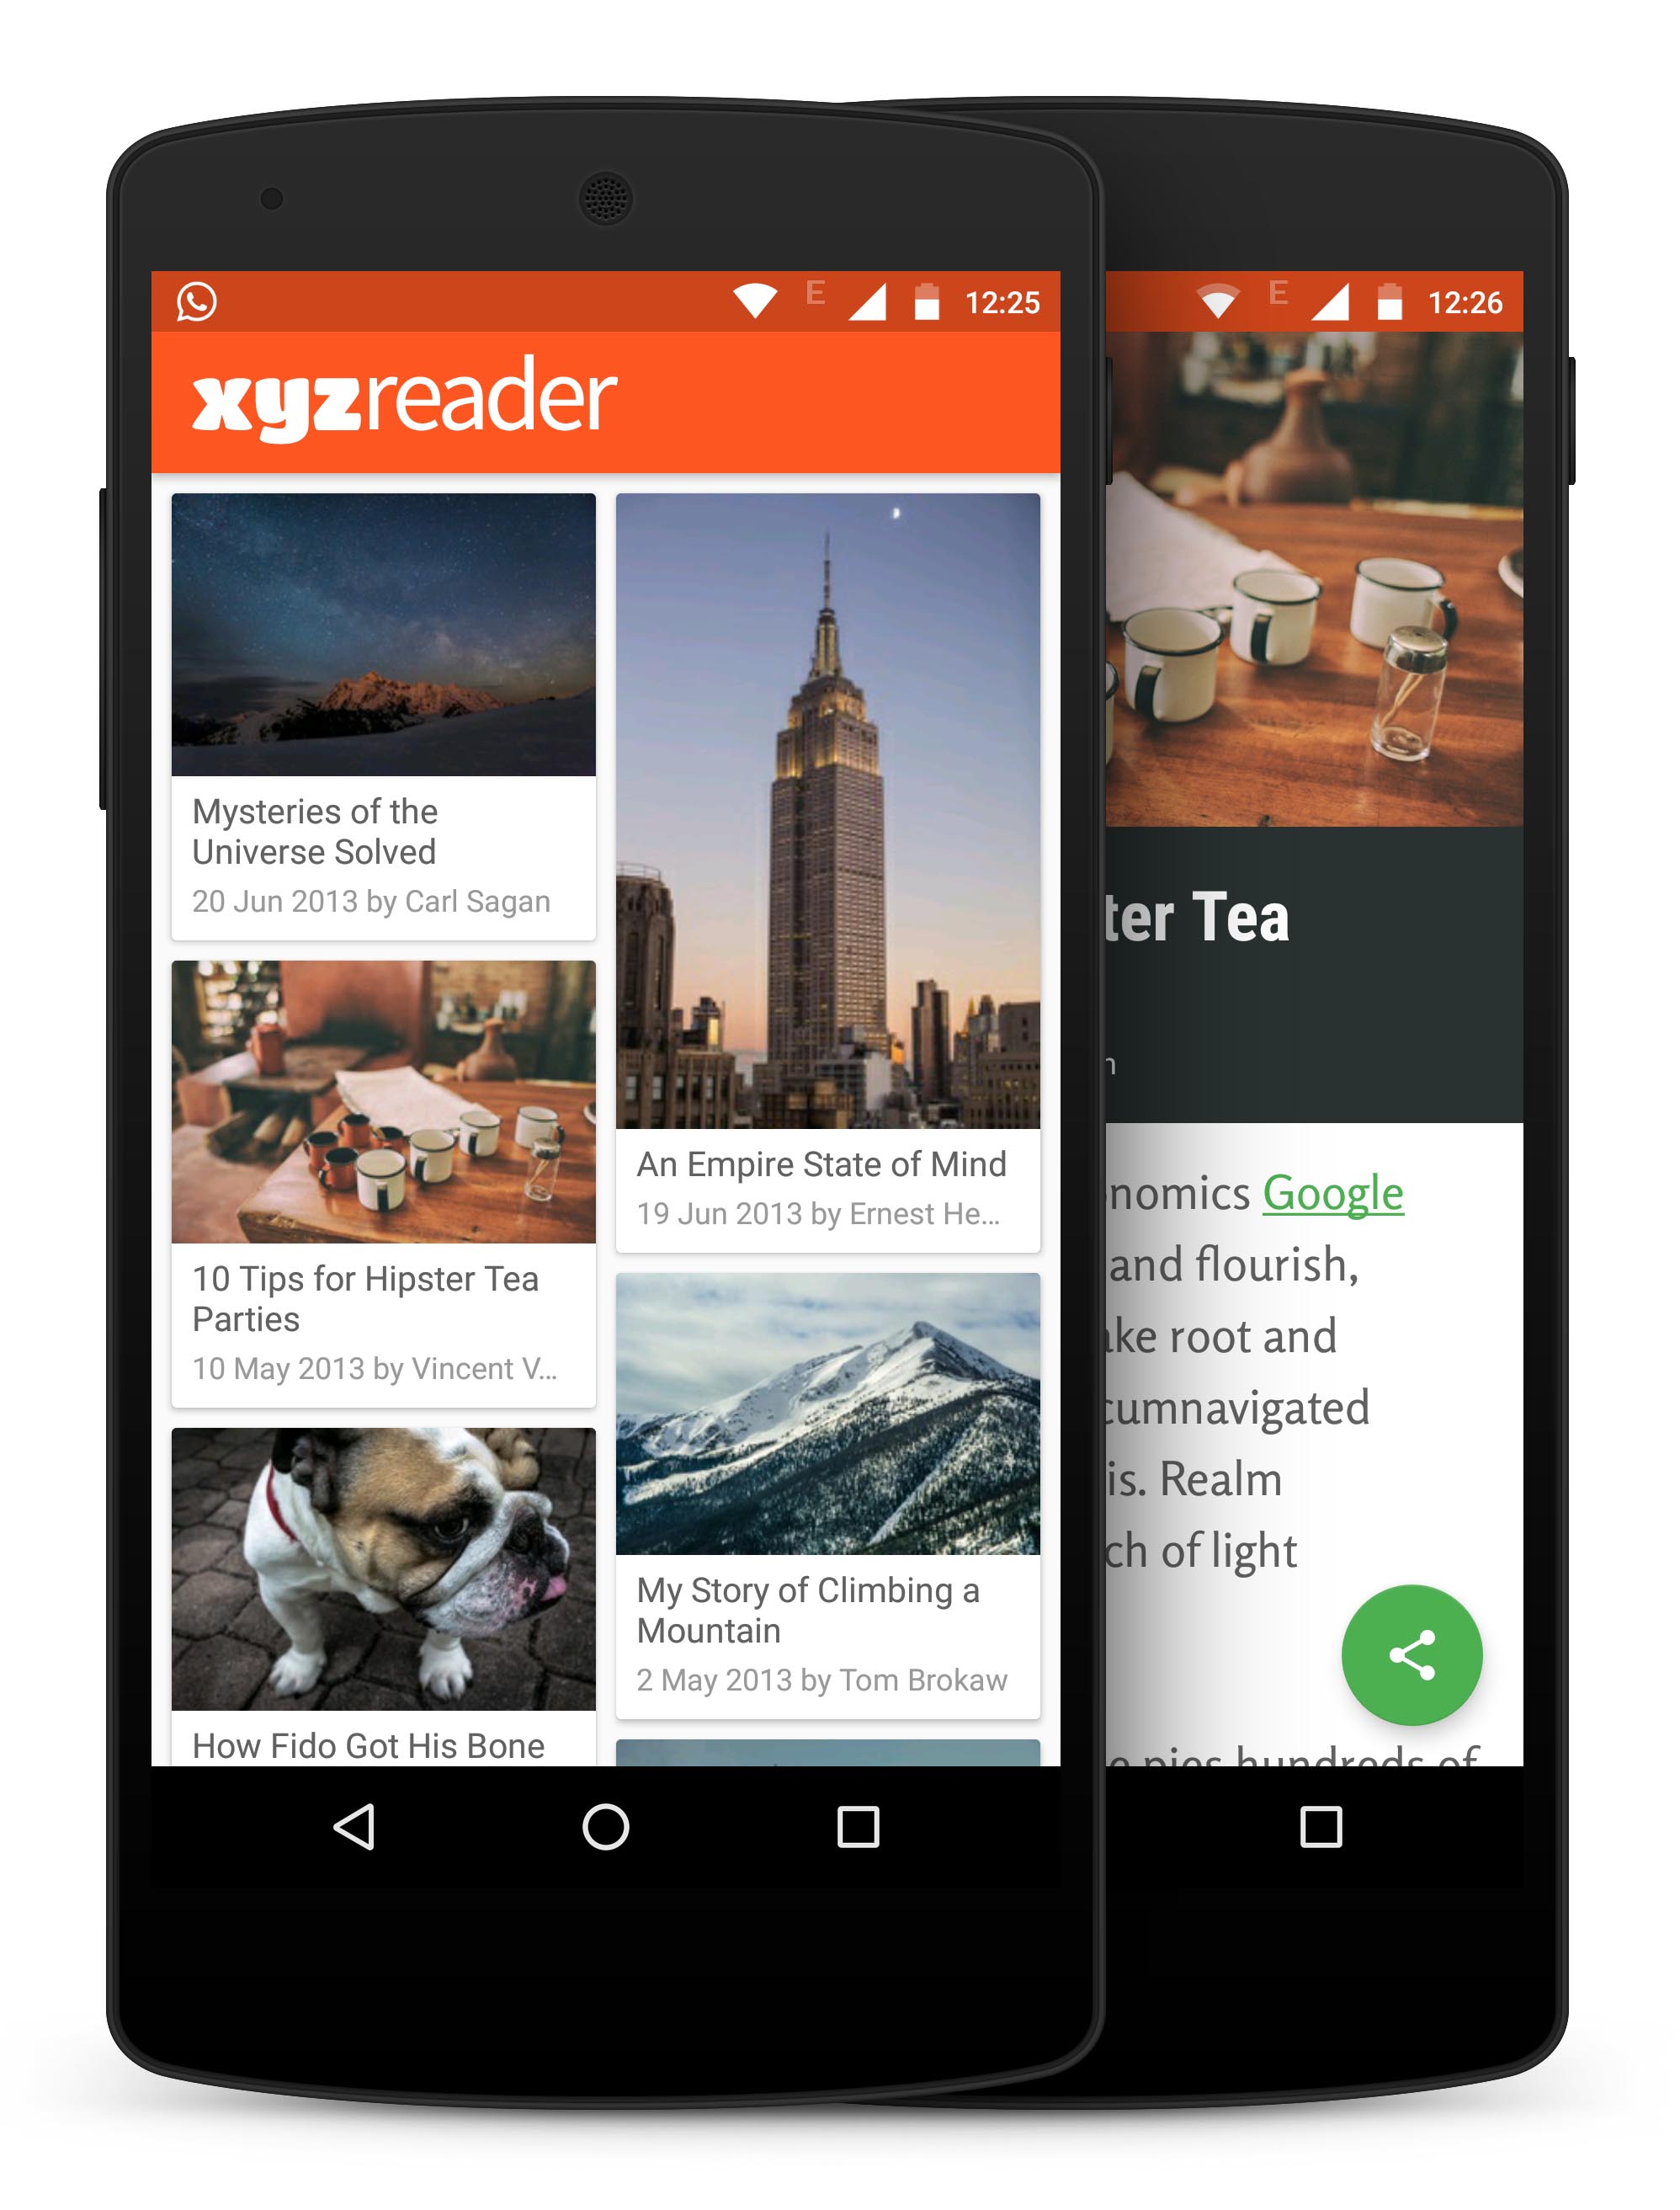 12:25
xyzreader
Mysteries of the
Universe Solved
20 Jun 2013 by Carl Sagan
10 Tips for Hipster Tea
Parties
10 May 2013 by Vincent V...
How Fido Got His Bone
An Empire State of Mind
19 Jun 2013 by Ernest He...
My Story of Climbing a
Mountain
2 May 2013 by Tom Brokaw
E
E 12:26
ter Tea
n
nomics Google
and flourish,
ke root and
cumnavigated
is. Realm
ch of light
e pies hundreds of